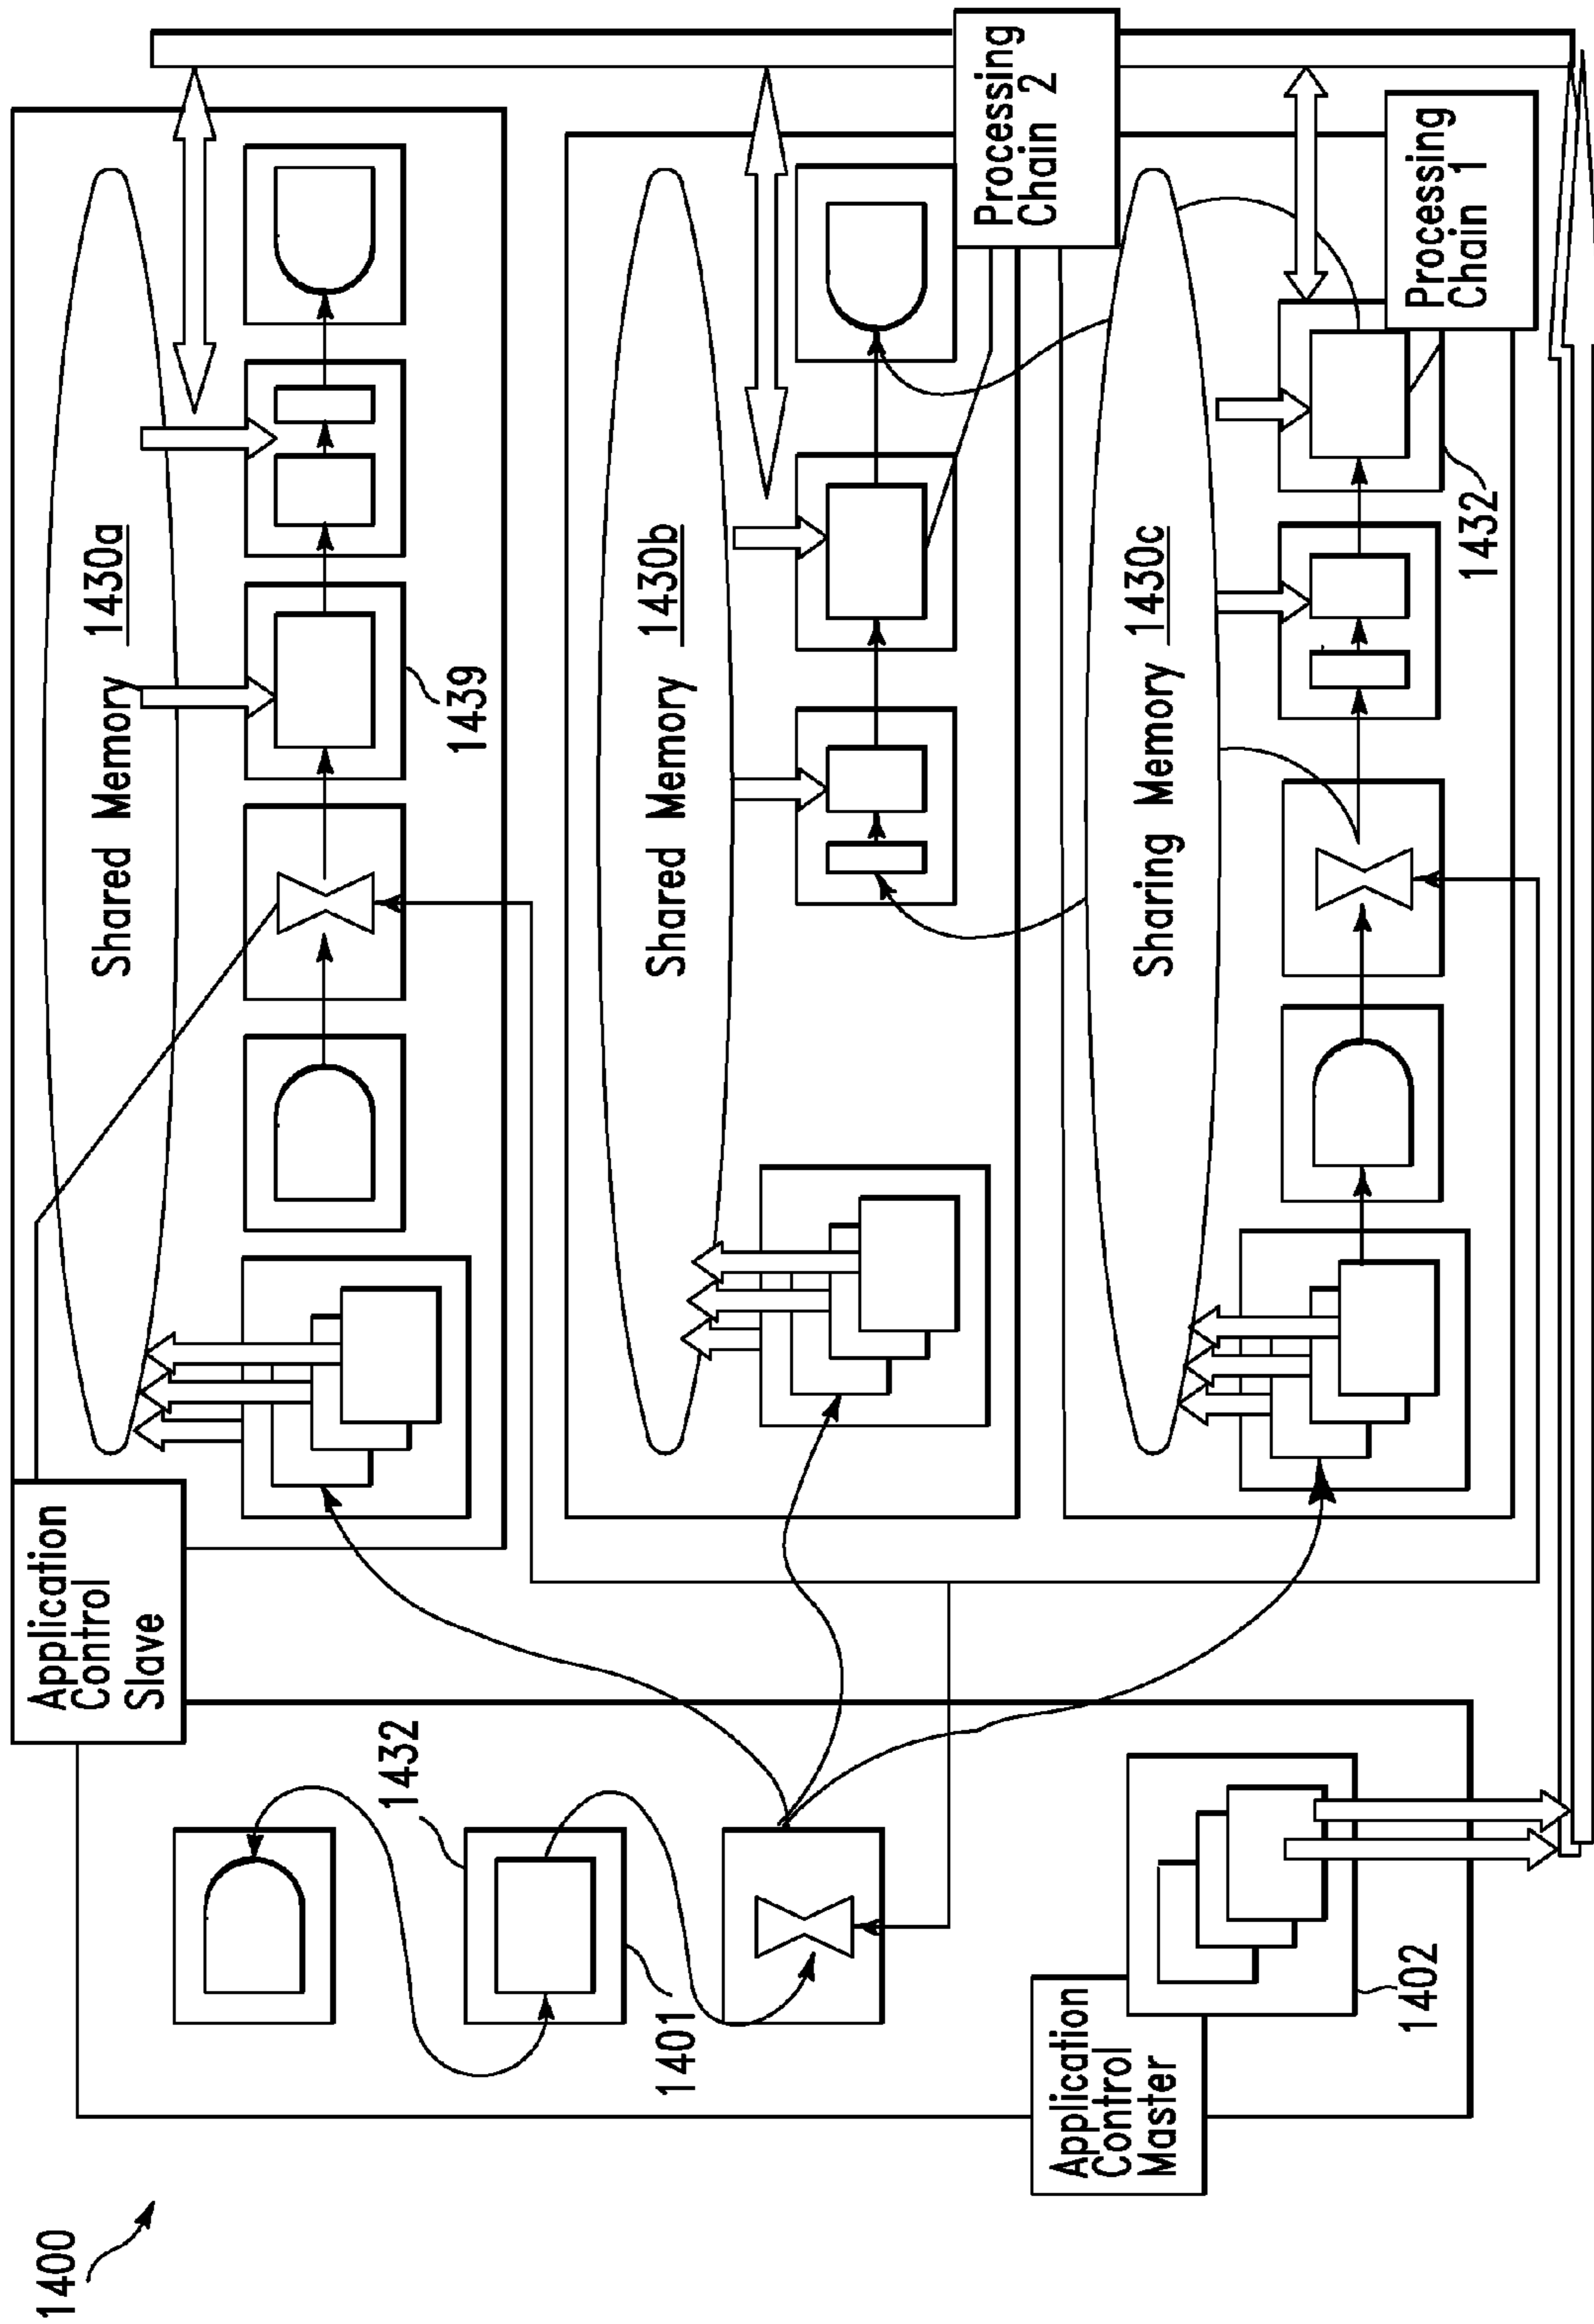 1400
Application
Control
Slave
Shared Memory 1430a
1439
1432
1401
Shared Memory 1430b
Processing
Chain 2
Sharing Memory 1430c
1432
Processing
Chain 1
Application
Control
Master
1402